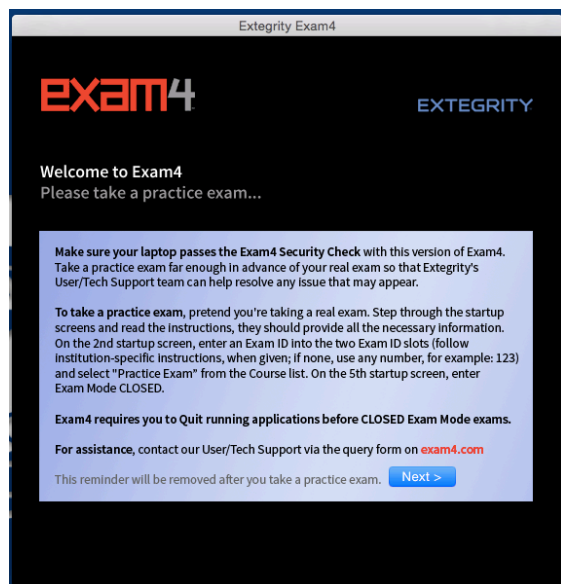 Extegrity Exam4
exam4
EXTEGRITY
Welcome to Exam4
Please take a practice exam...
Make sure your laptop passes the Exam4 Security Check with this version of Exam4.
Take a practice exam far enough in advance of your real exam so that Extegrity's
User/Tech Support team can help resolve any issue that may appear.
To take a practice exam, pretend you're taking a real exam. Step through the startup
screens and read the instructions, they should provide all the necessary information.
On the 2nd startup screen, enter an Exam ID into the two Exam ID slots (follow
institution-specific instructions, when given; if none, use any number, for example: 123)
and select "Practice Exam" from the Course list. On the 5th startup screen, enter
Exam Mode CLOSED.
Exam4 requires you to Quit running applications before CLOSED Exam Mode exams.
For assistance, contact our User/Tech Support via the query form on exam4.com
This reminder will be removed after you take a practice exam. Next >